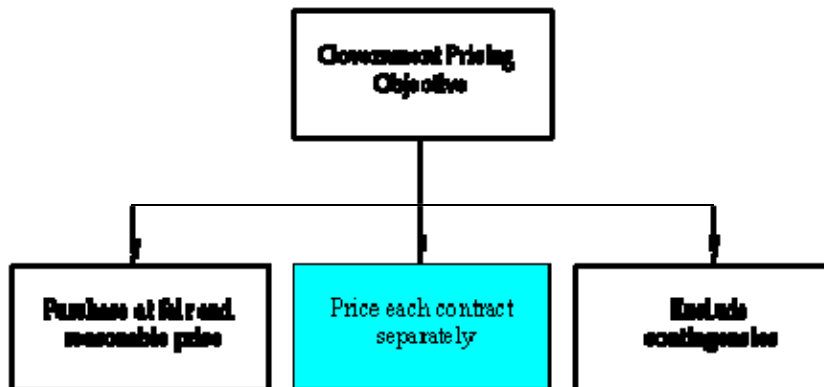 Government Pricing
Objective
Purchase at fair and
reasonable price
Price each contract
separately
Exclude
contingencies